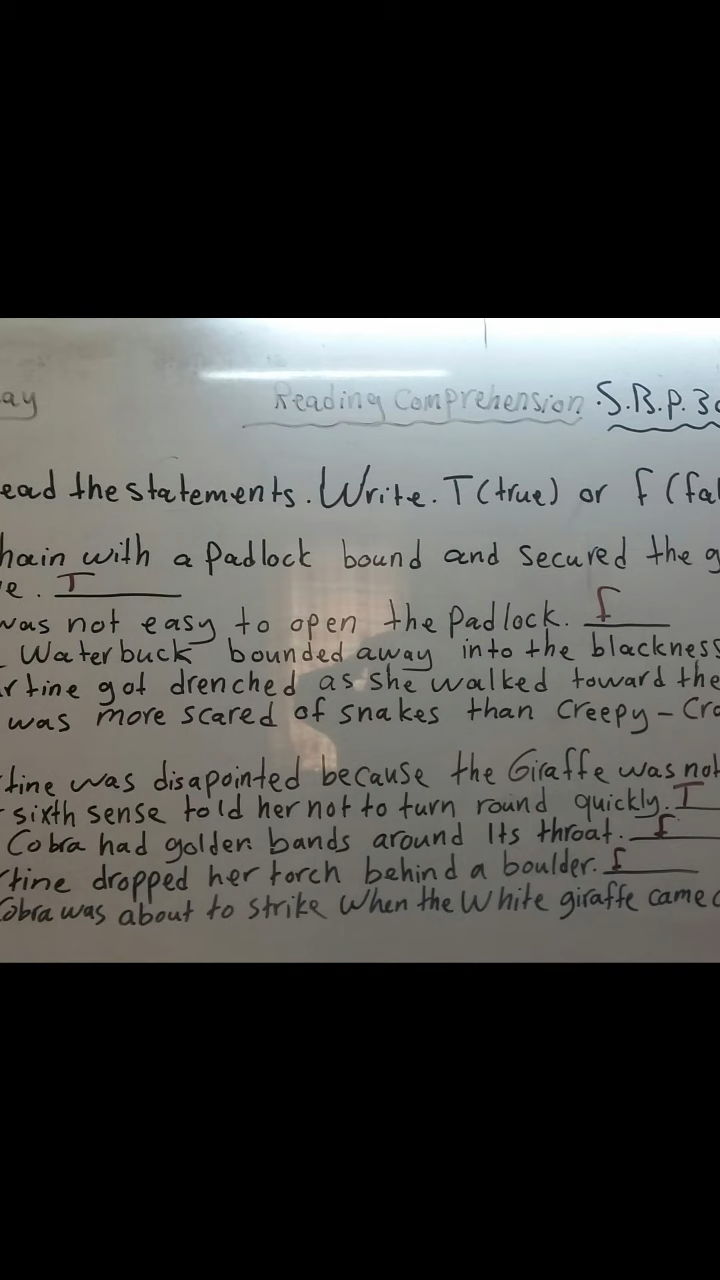 ay Reading Comprehension .S.B.P.3
ead the statements. Write. T(true) or f (fal
hain with a Padlock bound and secured the g
e. T
was not easy to open the Padlock. f
Waterbuck bounded away into the blackness
rtine got drenched as she walked toward the
was more scared of snakes than Creepy-Cra
tine was disapointed because the Giraffe was not
sixth sense told her not to turn round quickly. T
Cobra had golden bands around Its throat. f
tine dropped her torch behind a boulder. f
Cobra was about to strike When the White giraffe came